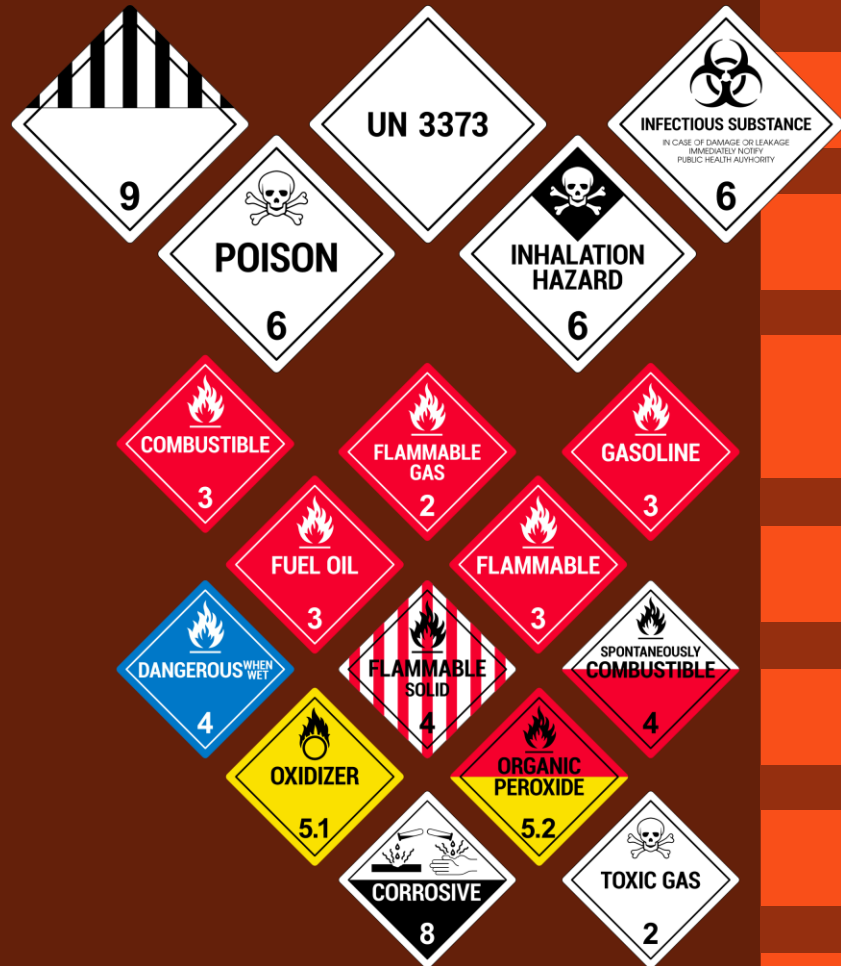 9
UN 3373
INFECTIOUS SUBSTANCE
IN CASE OF DAMAGE OR LEAKAGE
IMMEDIATELY NOTIFY
PUBLIC HEALTH AUYHORITY
6
POISON
6
INHALATION
HAZARD
6
COMBUSTIBLE
3
FLAMMABLE
GAS
2
GASOLINE
3
FUEL OIL
3
FLAMMABLE
3
DANGEROUS WHEN
WET
4
FLAMMABLE
SOLID
4
SPONTANEOUSLY
COMBUSTIBLE
4
OXIDIZER
5.1
ORGANIC
PEROXIDE
5.2
CORROSIVE
8
TOXIC GAS
2